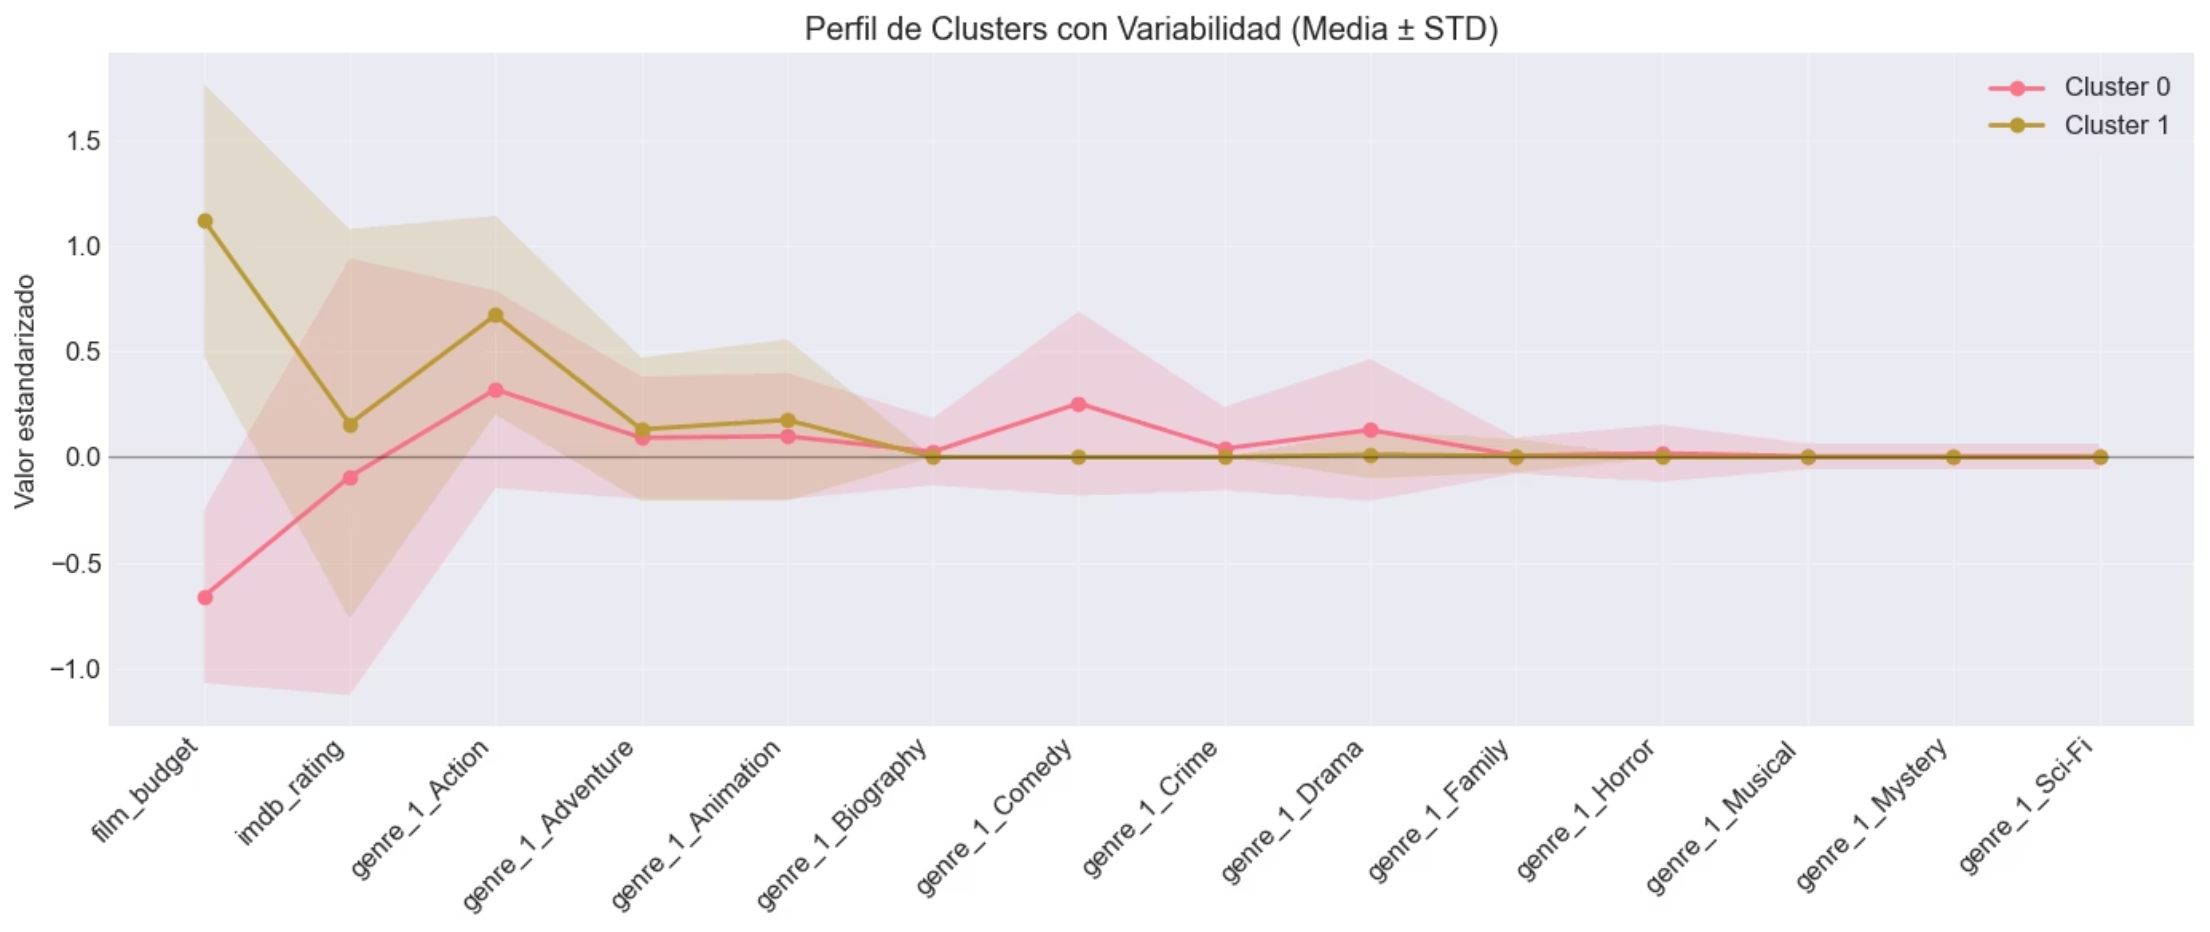 Perfil de Clusters con Variabilidad (Media ± STD)
Cluster 0
Cluster 1
Valor estandarizado
1.5
1.0
0.5
0.0
−0.5
−1.0
film_budget
imdb_rating
genre_1_Action
genre_1_Adventure
genre_1_Animation
genre_1_Biography
genre_1_Comedy
genre_1_Crime
genre_1_Drama
genre_1_Family
genre_1_Horror
genre_1_Musical
genre_1_Mystery
genre_1_Sci-Fi